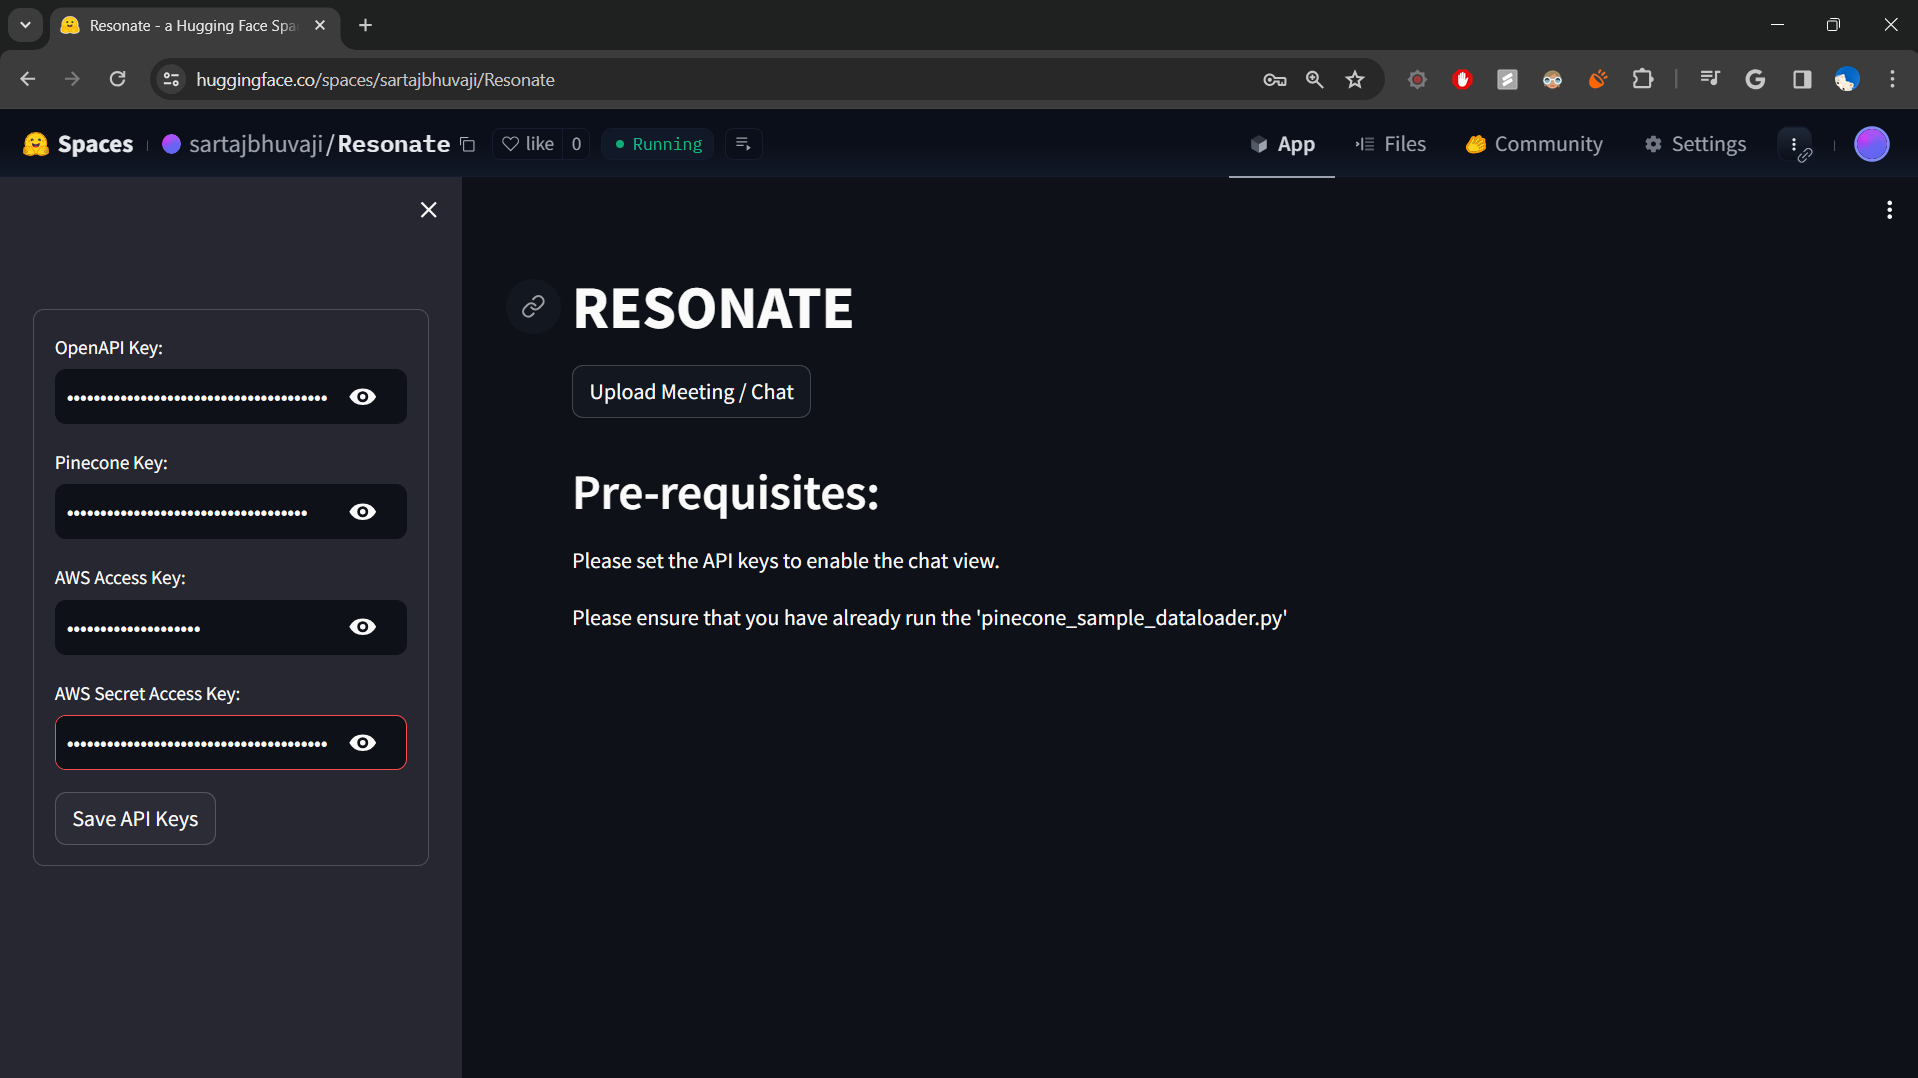 Resonate - a Hugging Face Spa
huggingface.co/spaces/sartajbhuvaji/Resonate
Spaces sartajbhuvaji/Resonate like 0 Running App Files Community Settings
RESONATE
Upload Meeting / Chat
Pre-requisites:
Please set the API keys to enable the chat view.
Please ensure that you have already run the 'pinecone_sample_dataloader.py'
OpenAPI Key:
Pinecone Key:
AWS Access Key:
AWS Secret Access Key:
Save API Keys